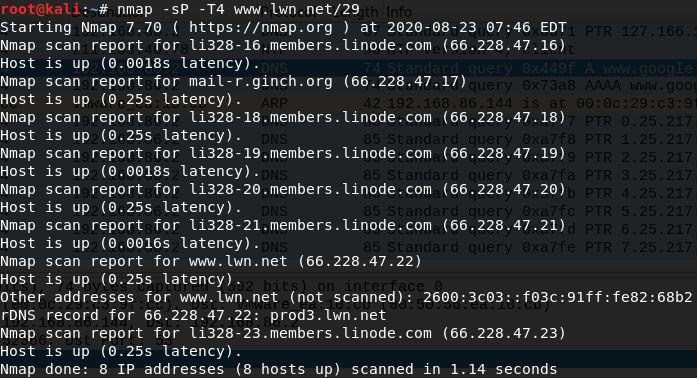 root@kali:~# nmap -sP -T4 www.lwn.net/29
Starting Nmap 7.70 ( https://nmap.org ) at 2020-08-23 07:46 EDT
Nmap scan report for li328-16.members.linode.com (66.228.47.16)
Host is up (0.0018s latency).
Nmap scan report for mail-r.ginch.org (66.228.47.17)
Host is up (0.25s latency).
Nmap scan report for li328-18.members.linode.com (66.228.47.18)
Host is up (0.25s latency).
Nmap scan report for li328-19.members.linode.com (66.228.47.19)
Host is up (0.0018s latency).
Nmap scan report for li328-20.members.linode.com (66.228.47.20)
Host is up (0.25s latency).
Nmap scan report for li328-21.members.linode.com (66.228.47.21)
Host is up (0.0016s latency).
Nmap scan report for www.lwn.net (66.228.47.22)
Host is up (0.25s latency).
Other addresses for www.lwn.net (not scanned): 2600:3c03::f03c:91ff:fe82:68b2
rDNS record for 66.228.47.22: prod3.lwn.net
Nmap scan report for li328-23.members.linode.com (66.228.47.23)
Host is up (0.25s latency).
Nmap done: 8 IP addresses (8 hosts up) scanned in 1.14 seconds